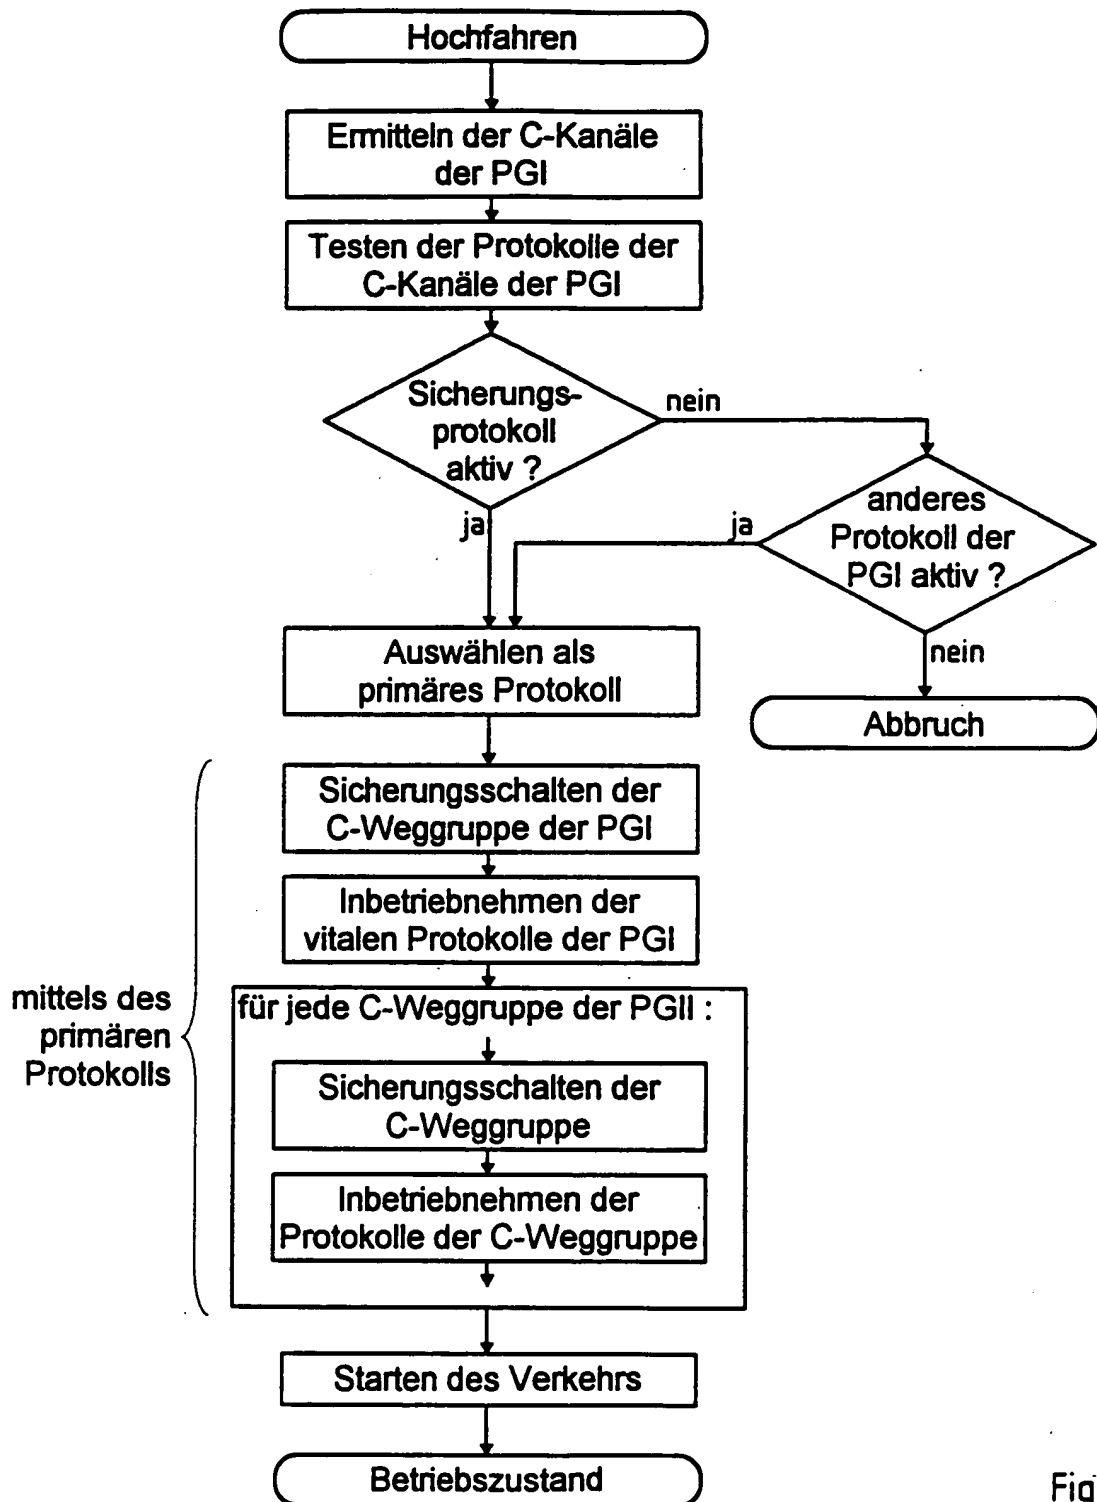 Hochfahren
Ermitteln der C-Kanäle
der PGI
Testen der Protokolle der
C-Kanäle der PGI
Sicherungs-
protokoll
aktiv ?
nein
ja
anderes
Protokoll der
PGI aktiv ?
ja
nein
Abbruch
Auswählen als
primäres Protokoll
mittels des
primären
Protokolls
Sicherungsschalten der
C-Weggruppe der PGI
Inbetriebnehmen der
vitalen Protokolle der PGI
für jede C-Weggruppe der PGII :
Sicherungsschalten der
C-Weggruppe
Inbetriebnehmen der
Protokolle der C-Weggruppe
Starten des Verkehrs
Betriebszustand
Fig